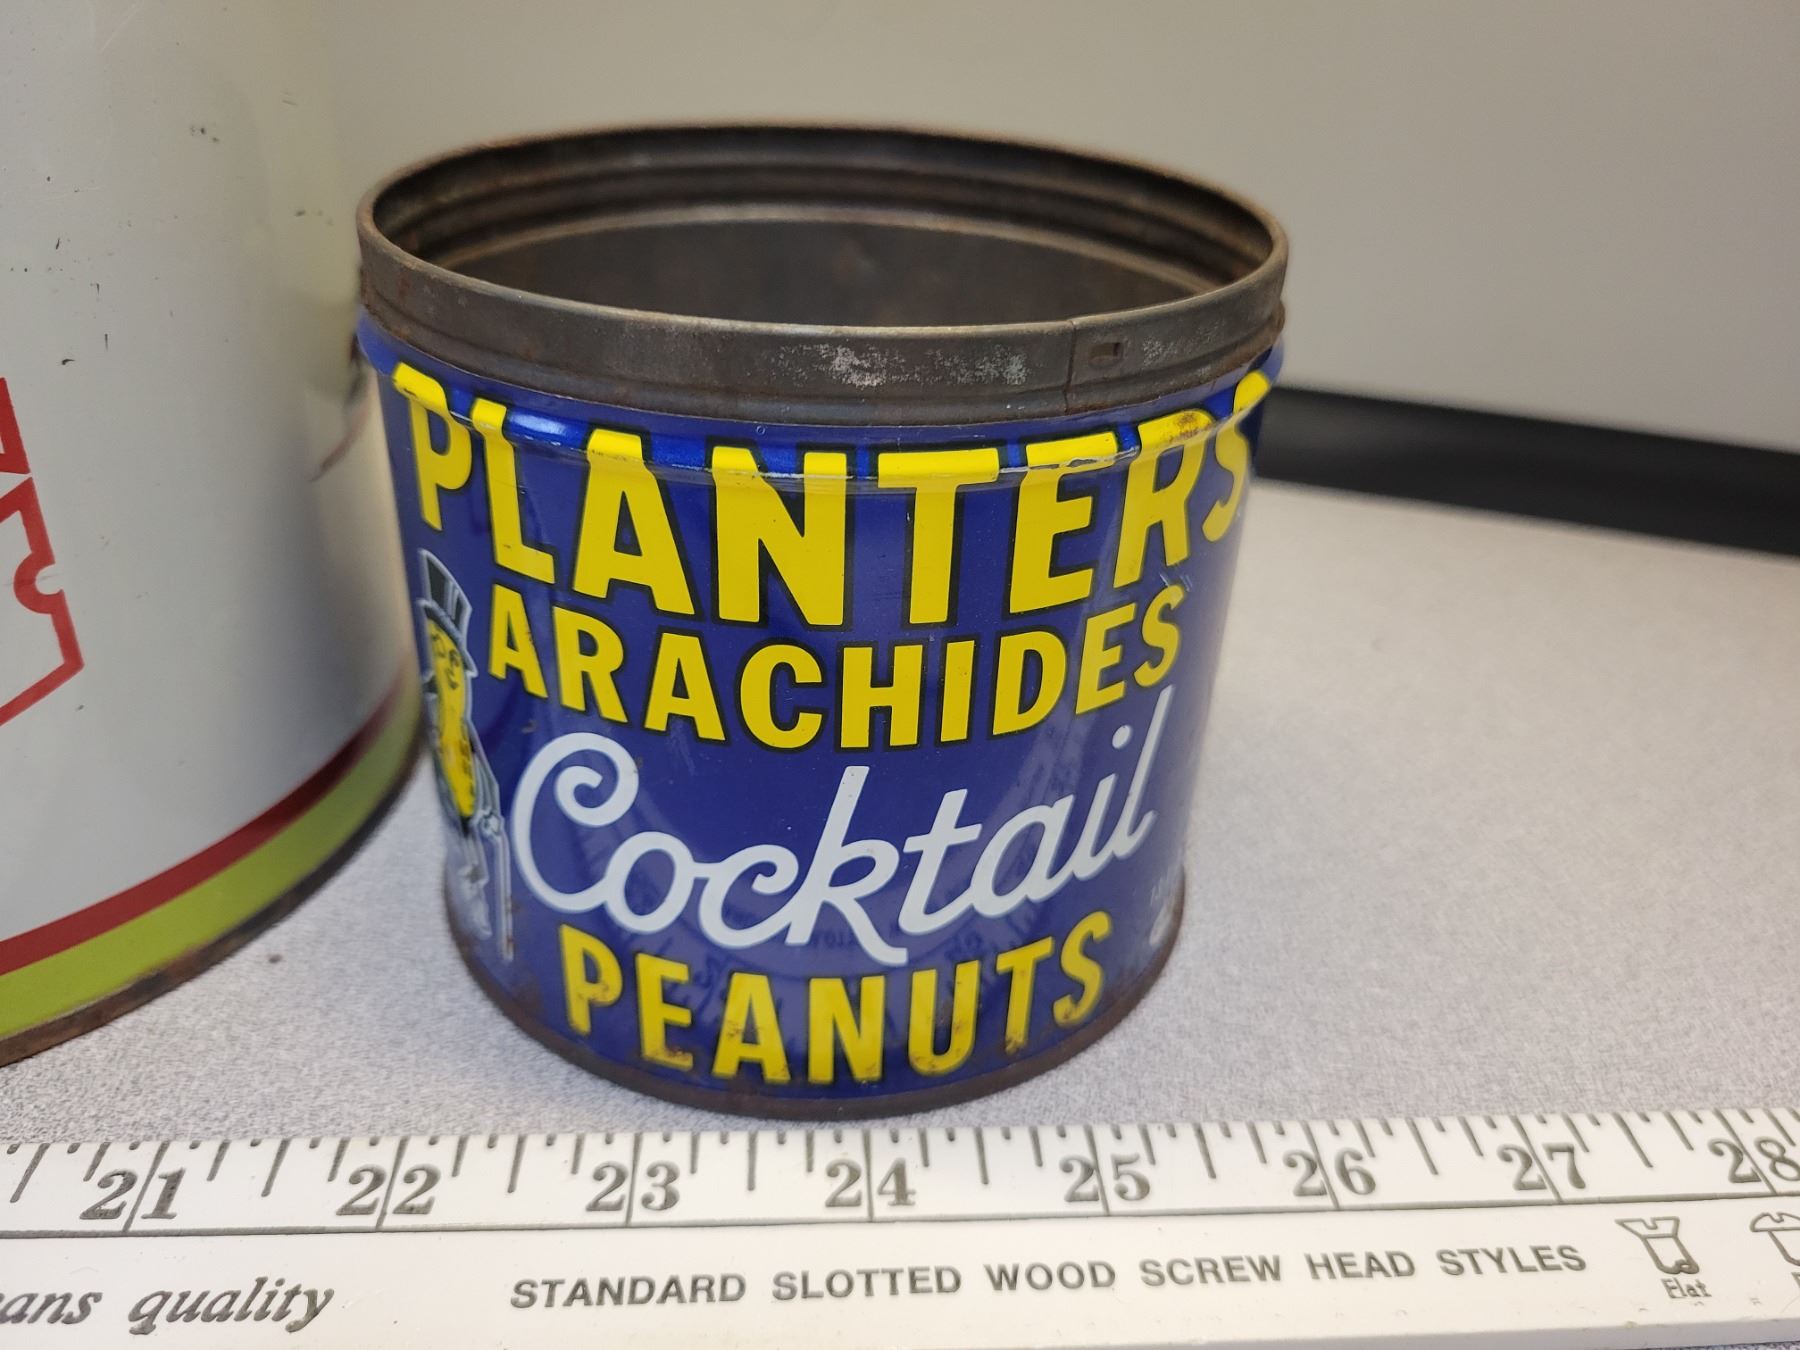 PLANTERS
ARACHIDES
Cocktail
PEANUTS
21 22 23 24 25 26 27 28
quality
STANDARD SLOTTED WOOD SCREW HEAD STYLES
Flat